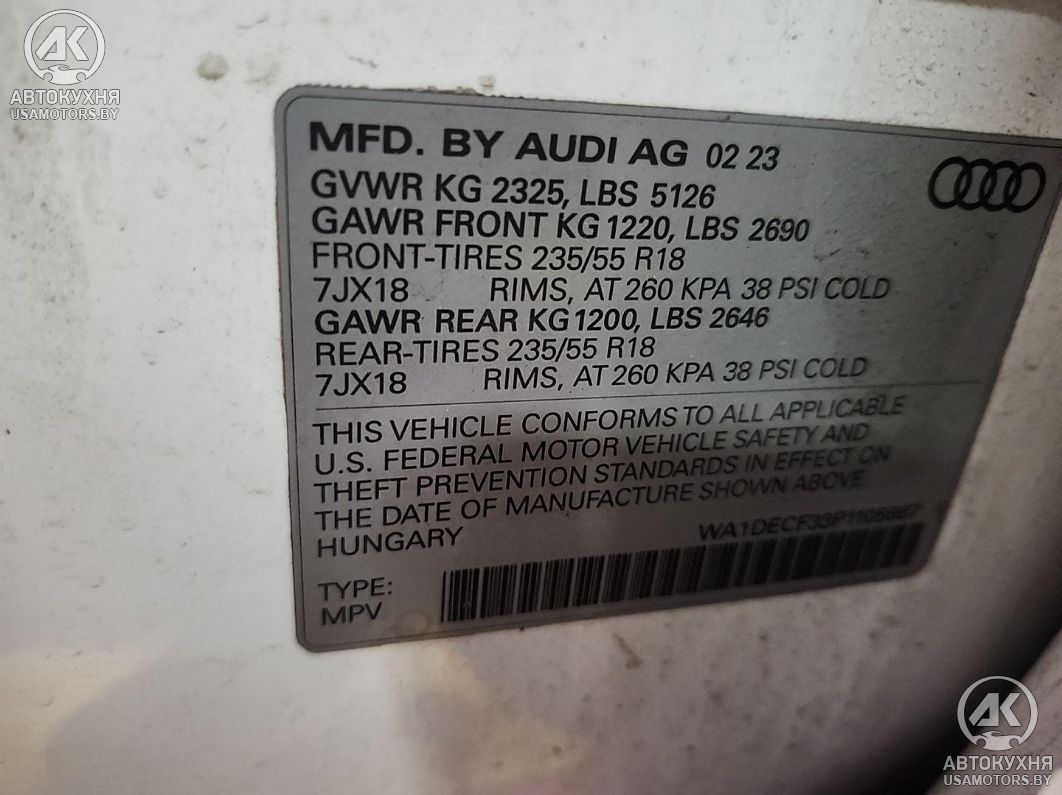 АК
АВТОКУХНЯ
USAMOTORS.BY
MFD. BY AUDI AG 02 23
GVWR KG 2325, LBS 5126
GAWR FRONT KG 1220, LBS 2690
FRONT-TIRES 235/55 R18
7JX18 RIMS, AT 260 KPA 38 PSI COLD
GAWR REAR KG 1200, LBS 2646
REAR-TIRES 235/55 R18
7JX18 RIMS, AT 260 KPA 38 PSI COLD
THIS VEHICLE CONFORMS TO ALL APPLICABLE
U.S. FEDERAL MOTOR VEHICLE SAFETY AND
THEFT PREVENTION STANDARDS IN EFFECT ON
THE DATE OF MANUFACTURE SHOWN ABOVE.
HUNGARY
TYPE:
MPV
АК
АВТОКУХНЯ
USAMOTORS.BY